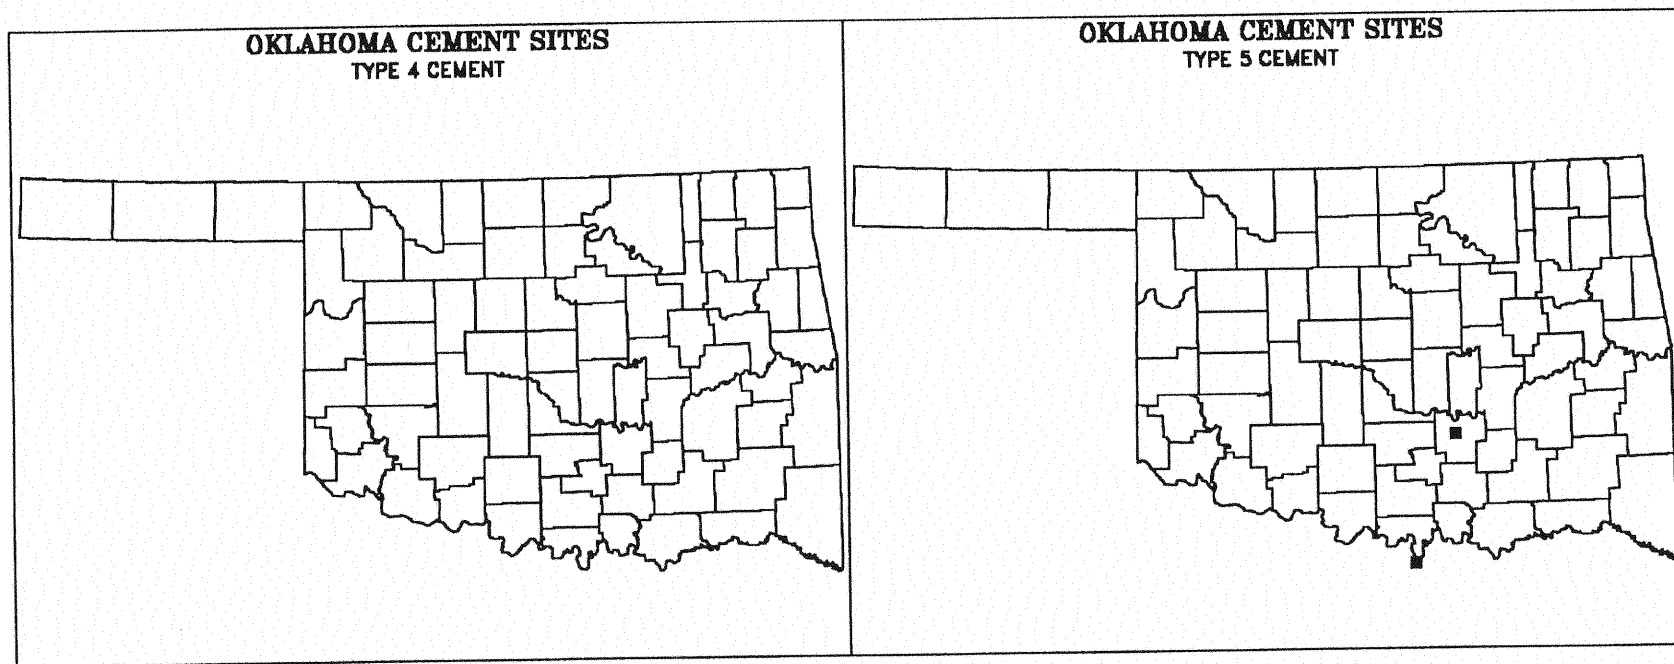 OKLAHOMA CEMENT SITES
TYPE 4 CEMENT
OKLAHOMA CEMENT SITES
TYPE 5 CEMENT